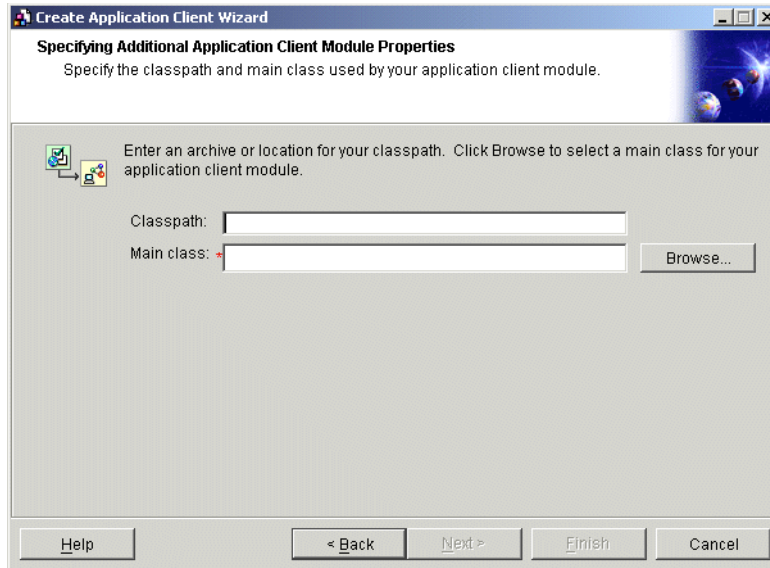 Create Application Client Wizard
Specifying Additional Application Client Module Properties
Specify the classpath and main class used by your application client module.
Enter an archive or location for your classpath.  Click Browse to select a main class for your
application client module.
Classpath:
Main class: *
Browse...
Help
< Back
Next >
Finish
Cancel